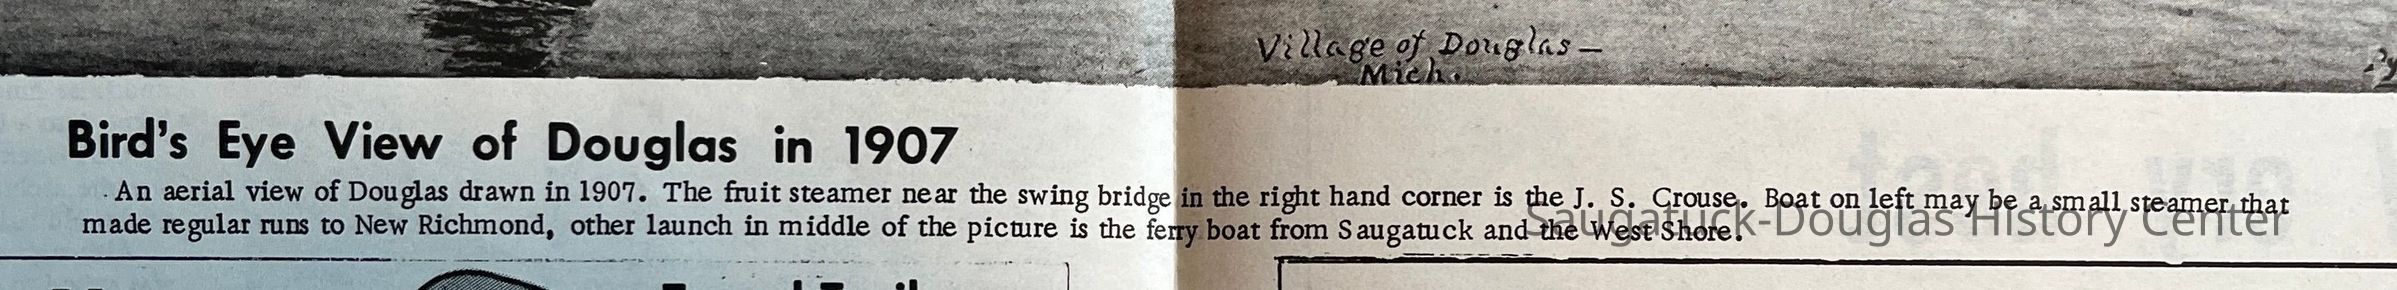 Village of Douglas —
Mich.
Bird's Eye View of Douglas in 1907
An aerial view of Douglas drawn in 1907. The fruit steamer near the swing bridge in the right hand corner is the J. S. Crouse. Boat on left may be a small steamer that
made regular runs to New Richmond, other launch in middle of the picture is the ferry boat from Saugatuck and the West Shore.
Saugatuck-Douglas History Center